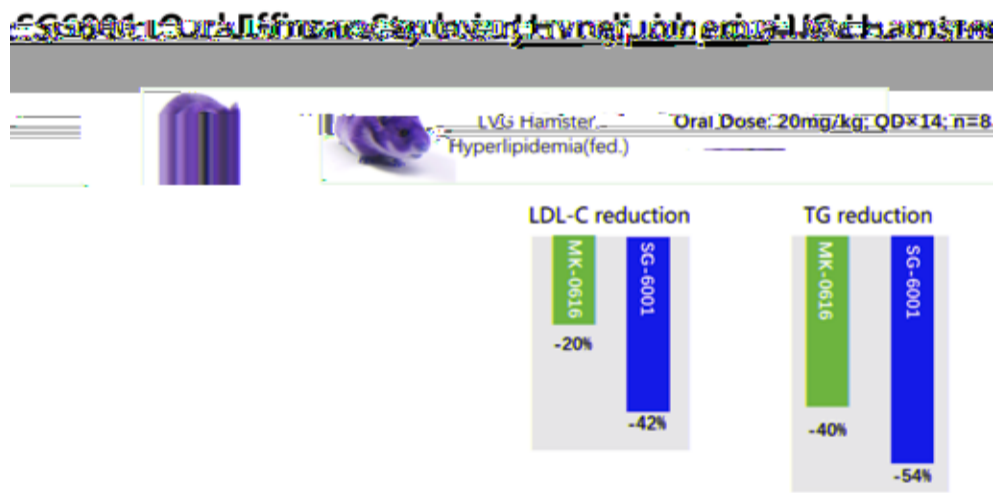 LVG Hamster
Oral Dose: 20mg/kg; QD×14; n=8
Hyperlipidemia(fed.)
LDL-C reduction
TG reduction
MK-0616
SG-6001
MK-0616
SG-6001
-20%
-42%
-40%
-54%